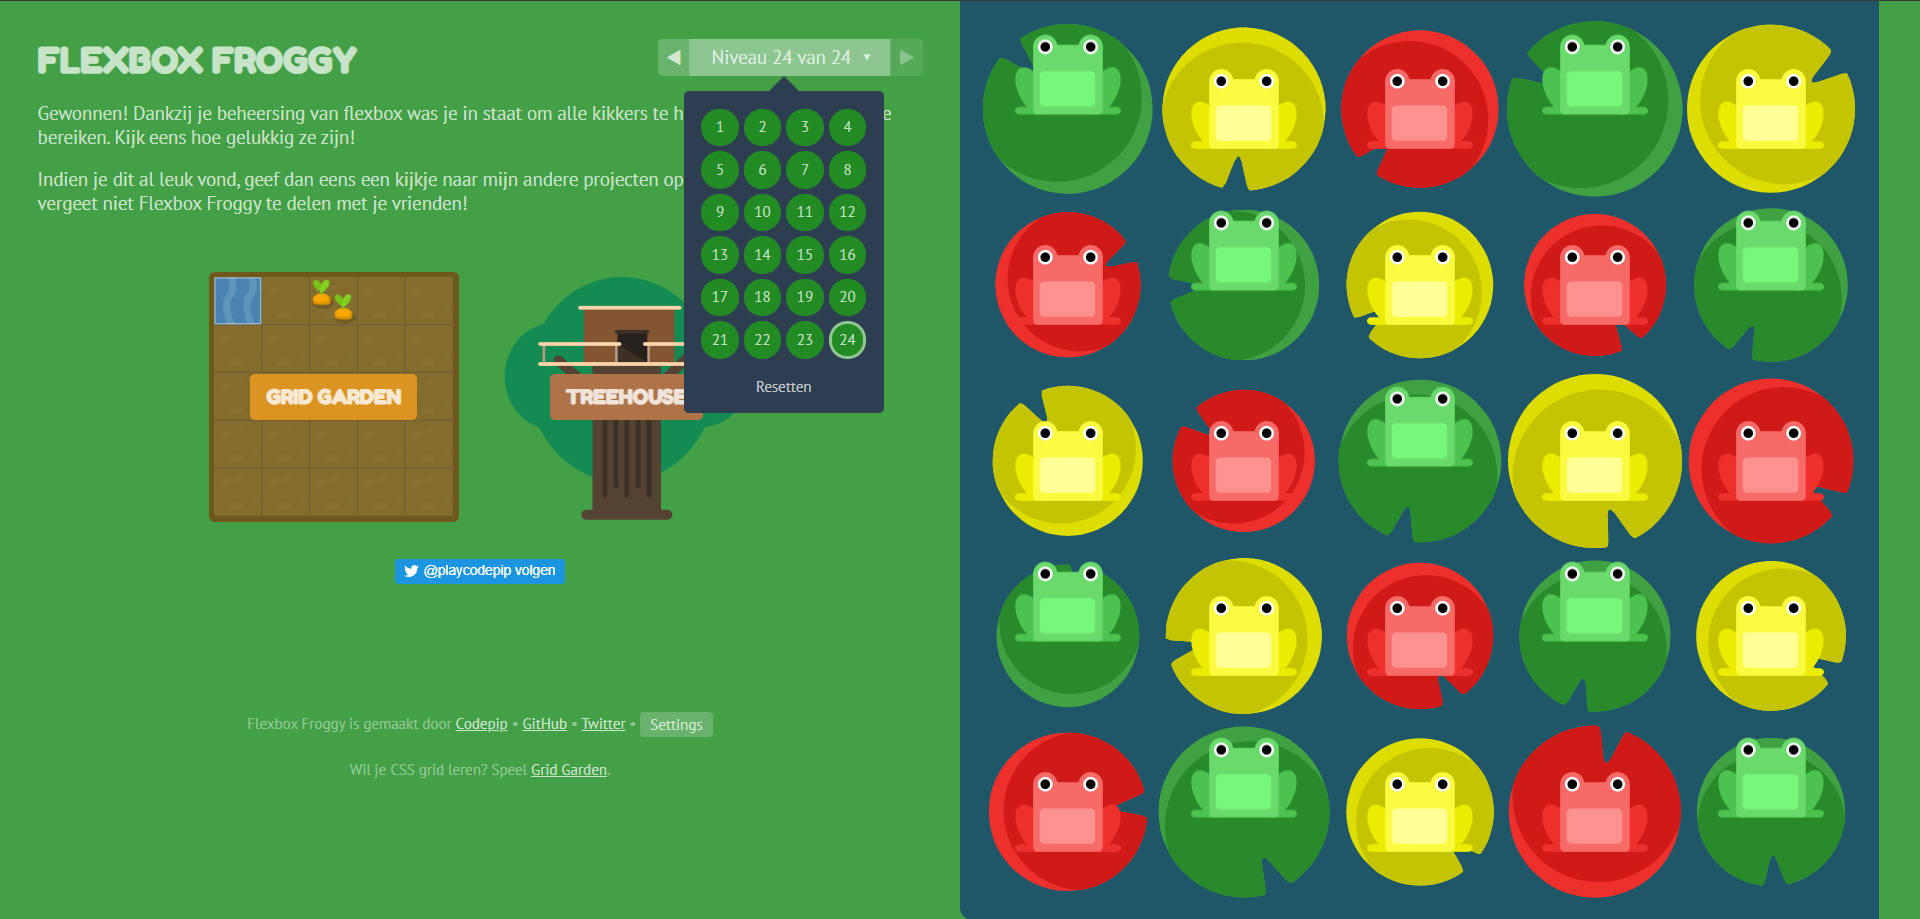 FLEXBOX FROGGY
◀ Niveau 24 van 24 ▼ ▶
Gewonnen! Dankzij je beheersing van flexbox was je in staat om alle kikkers te h
bereiken. Kijk eens hoe gelukkig ze zijn!
Indien je dit al leuk vond, geef dan eens een kijkje naar mijn andere projecten op
vergeet niet Flexbox Froggy te delen met je vrienden!
1 2 3 4
5 6 7 8
9 10 11 12
13 14 15 16
17 18 19 20
21 22 23 24
Resetten
GRID GARDEN
TREEHOUSE
@playcodepip volgen
Flexbox Froggy is gemaakt door Codepip • GitHub • Twitter • Settings
Wil je CSS grid leren? Speel Grid Garden.